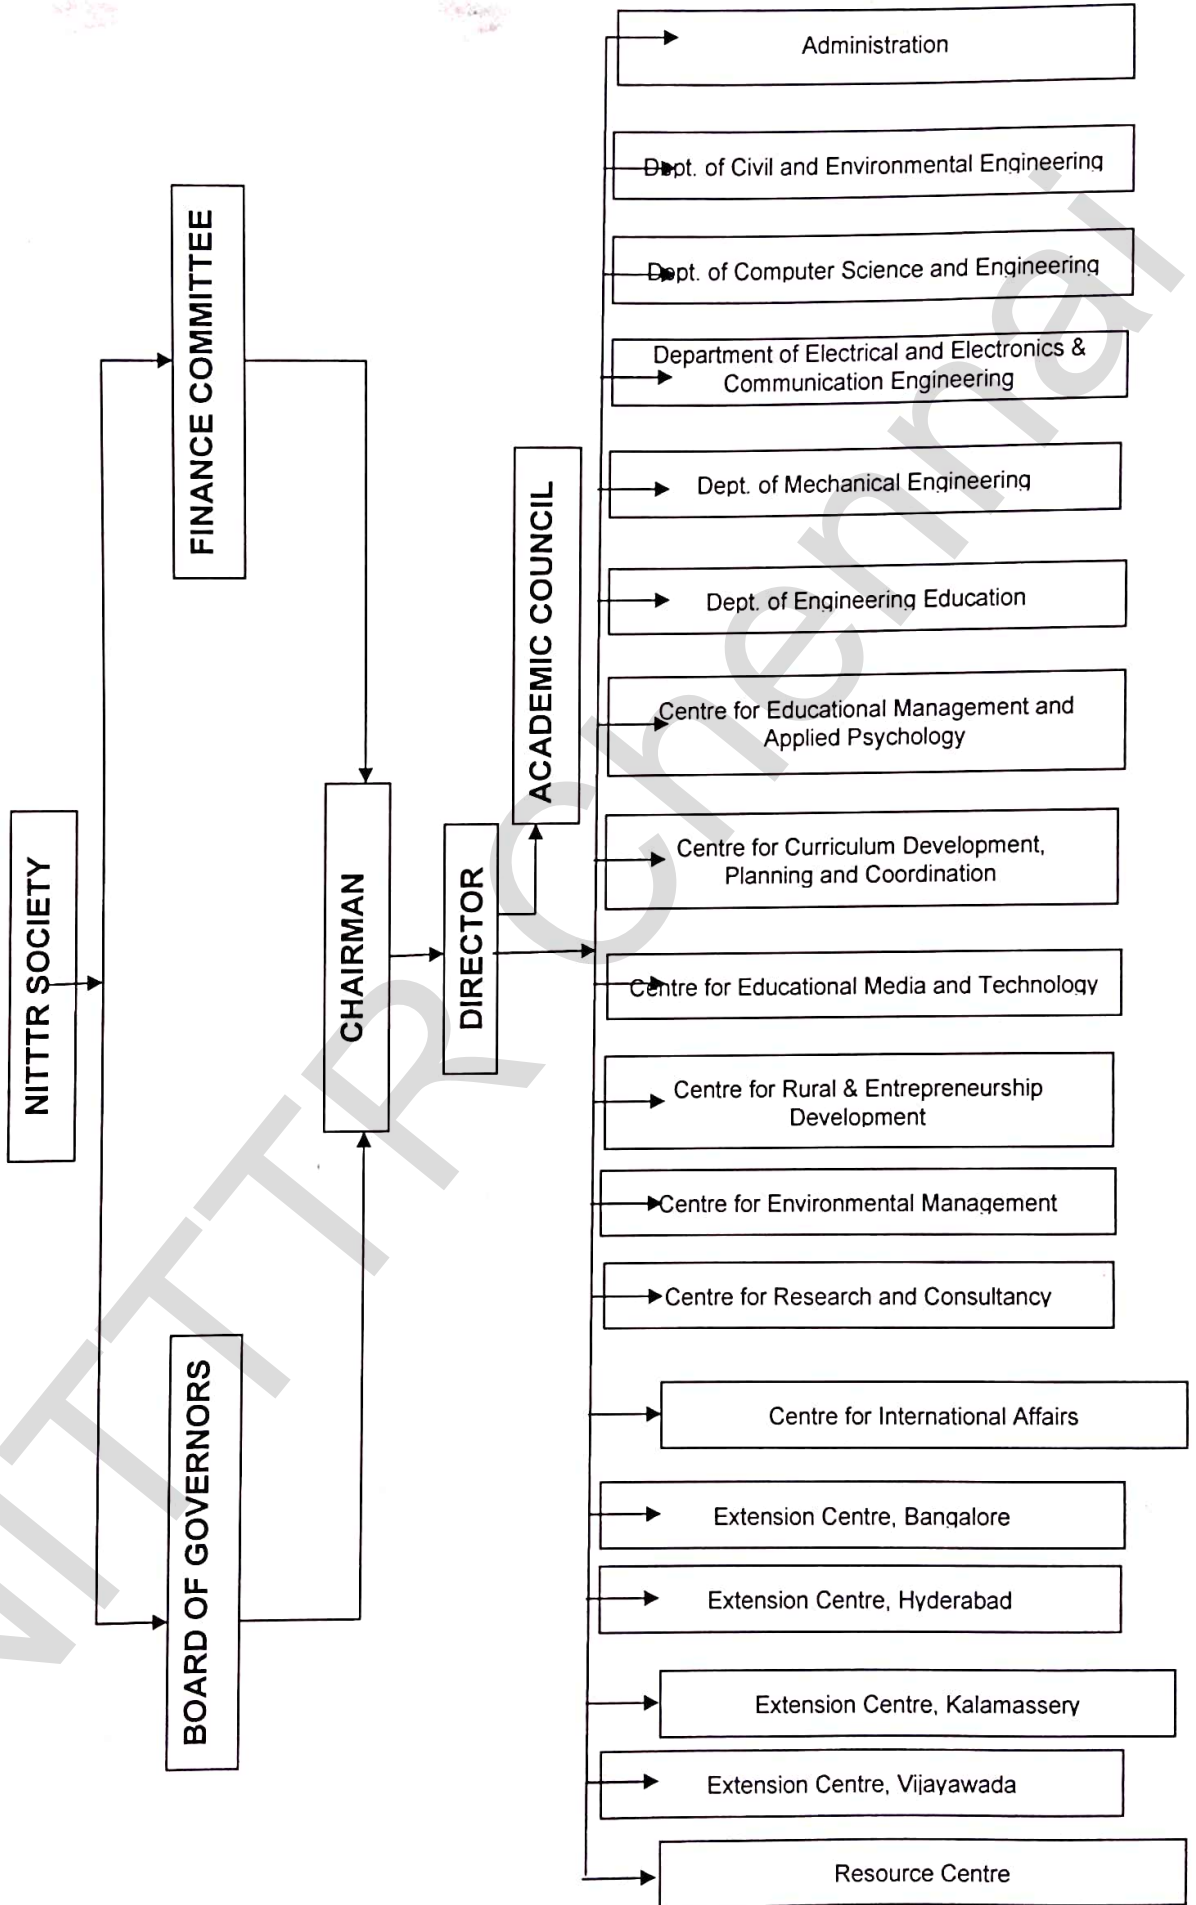 NITTTR SOCIETY
FINANCE COMMITTEE
BOARD OF GOVERNORS
CHAIRMAN
DIRECTOR
ACADEMIC COUNCIL
Administration
Dept. of Civil and Environmental Engineering
Dept. of Computer Science and Engineering
Department of Electrical and Electronics &
Communication Engineering
Dept. of Mechanical Engineering
Dept. of Engineering Education
Centre for Educational Management and
Applied Psychology
Centre for Curriculum Development,
Planning and Coordination
Centre for Educational Media and Technology
Centre for Rural & Entrepreneurship
Development
Centre for Environmental Management
Centre for Research and Consultancy
Centre for International Affairs
Extension Centre, Bangalore
Extension Centre, Hyderabad
Extension Centre, Kalamassery
Extension Centre, Vijayawada
Resource Centre
NITTTR Chennai